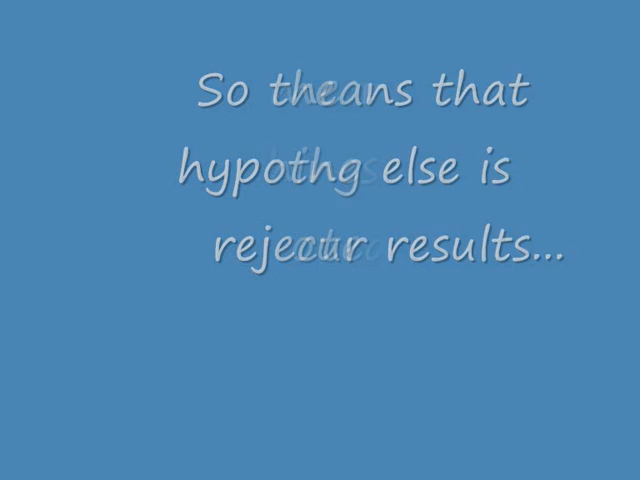 So theans that
hypothg else is
rejecur results...